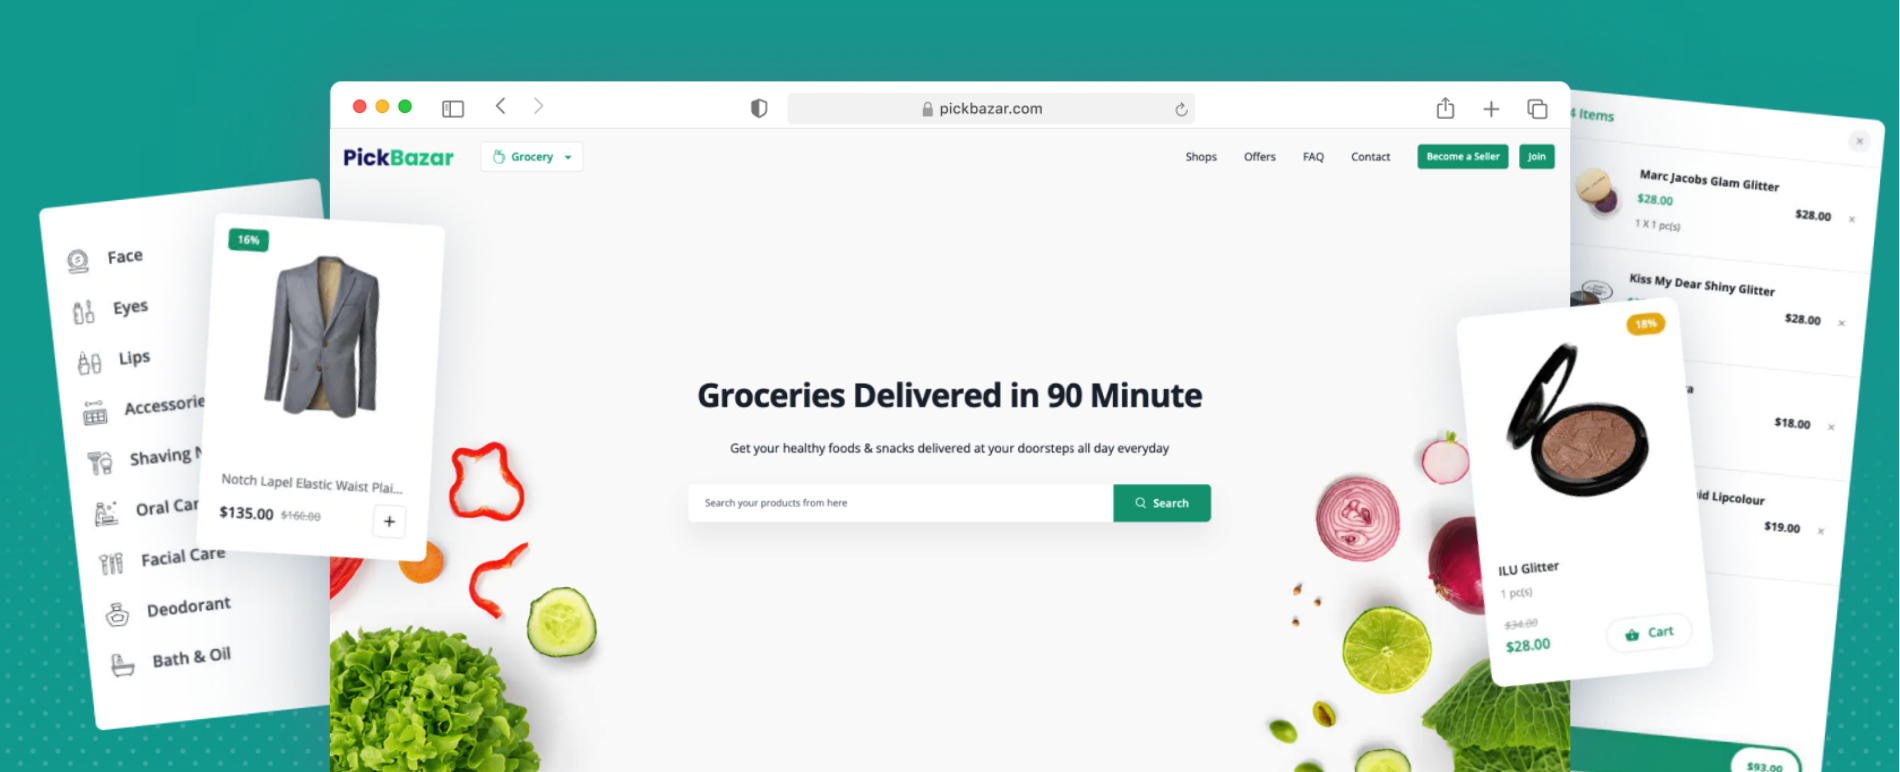 pickbazar.com
PickBazar
Grocery
Shops
Offers
FAQ
Contact
Become a Seller
Join
Groceries Delivered in 90 Minute
Get your healthy foods & snacks delivered at your doorsteps all day everyday
Search your products from here
Search
Face
Eyes
Lips
Accessorie
Shaving N
Oral Car
Facial Care
Deodorant
Bath & Oil
16%
Notch Lapel Elastic Waist Plai...
$135.00 $160.00
+
4 Items
Marc Jacobs Glam Glitter
$28.00
1 X 1 pc(s)
$28.00
Kiss My Dear Shiny Glitter
$28.00
$18.00
Lipcolour
$19.00
$93.00
18%
ILU Glitter
1 pc(s)
$34.00
$28.00
Cart